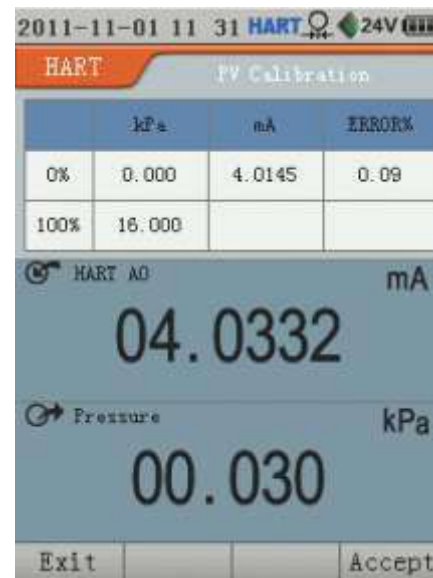 2011-11-01 11 31 HART 24V
HART PV Calibration
kPa mA ERROR%
0% 0.000 4.0145 0.09
100% 16.000
HART AO mA
04.0332
Pressure kPa
00.030
Exit Accept